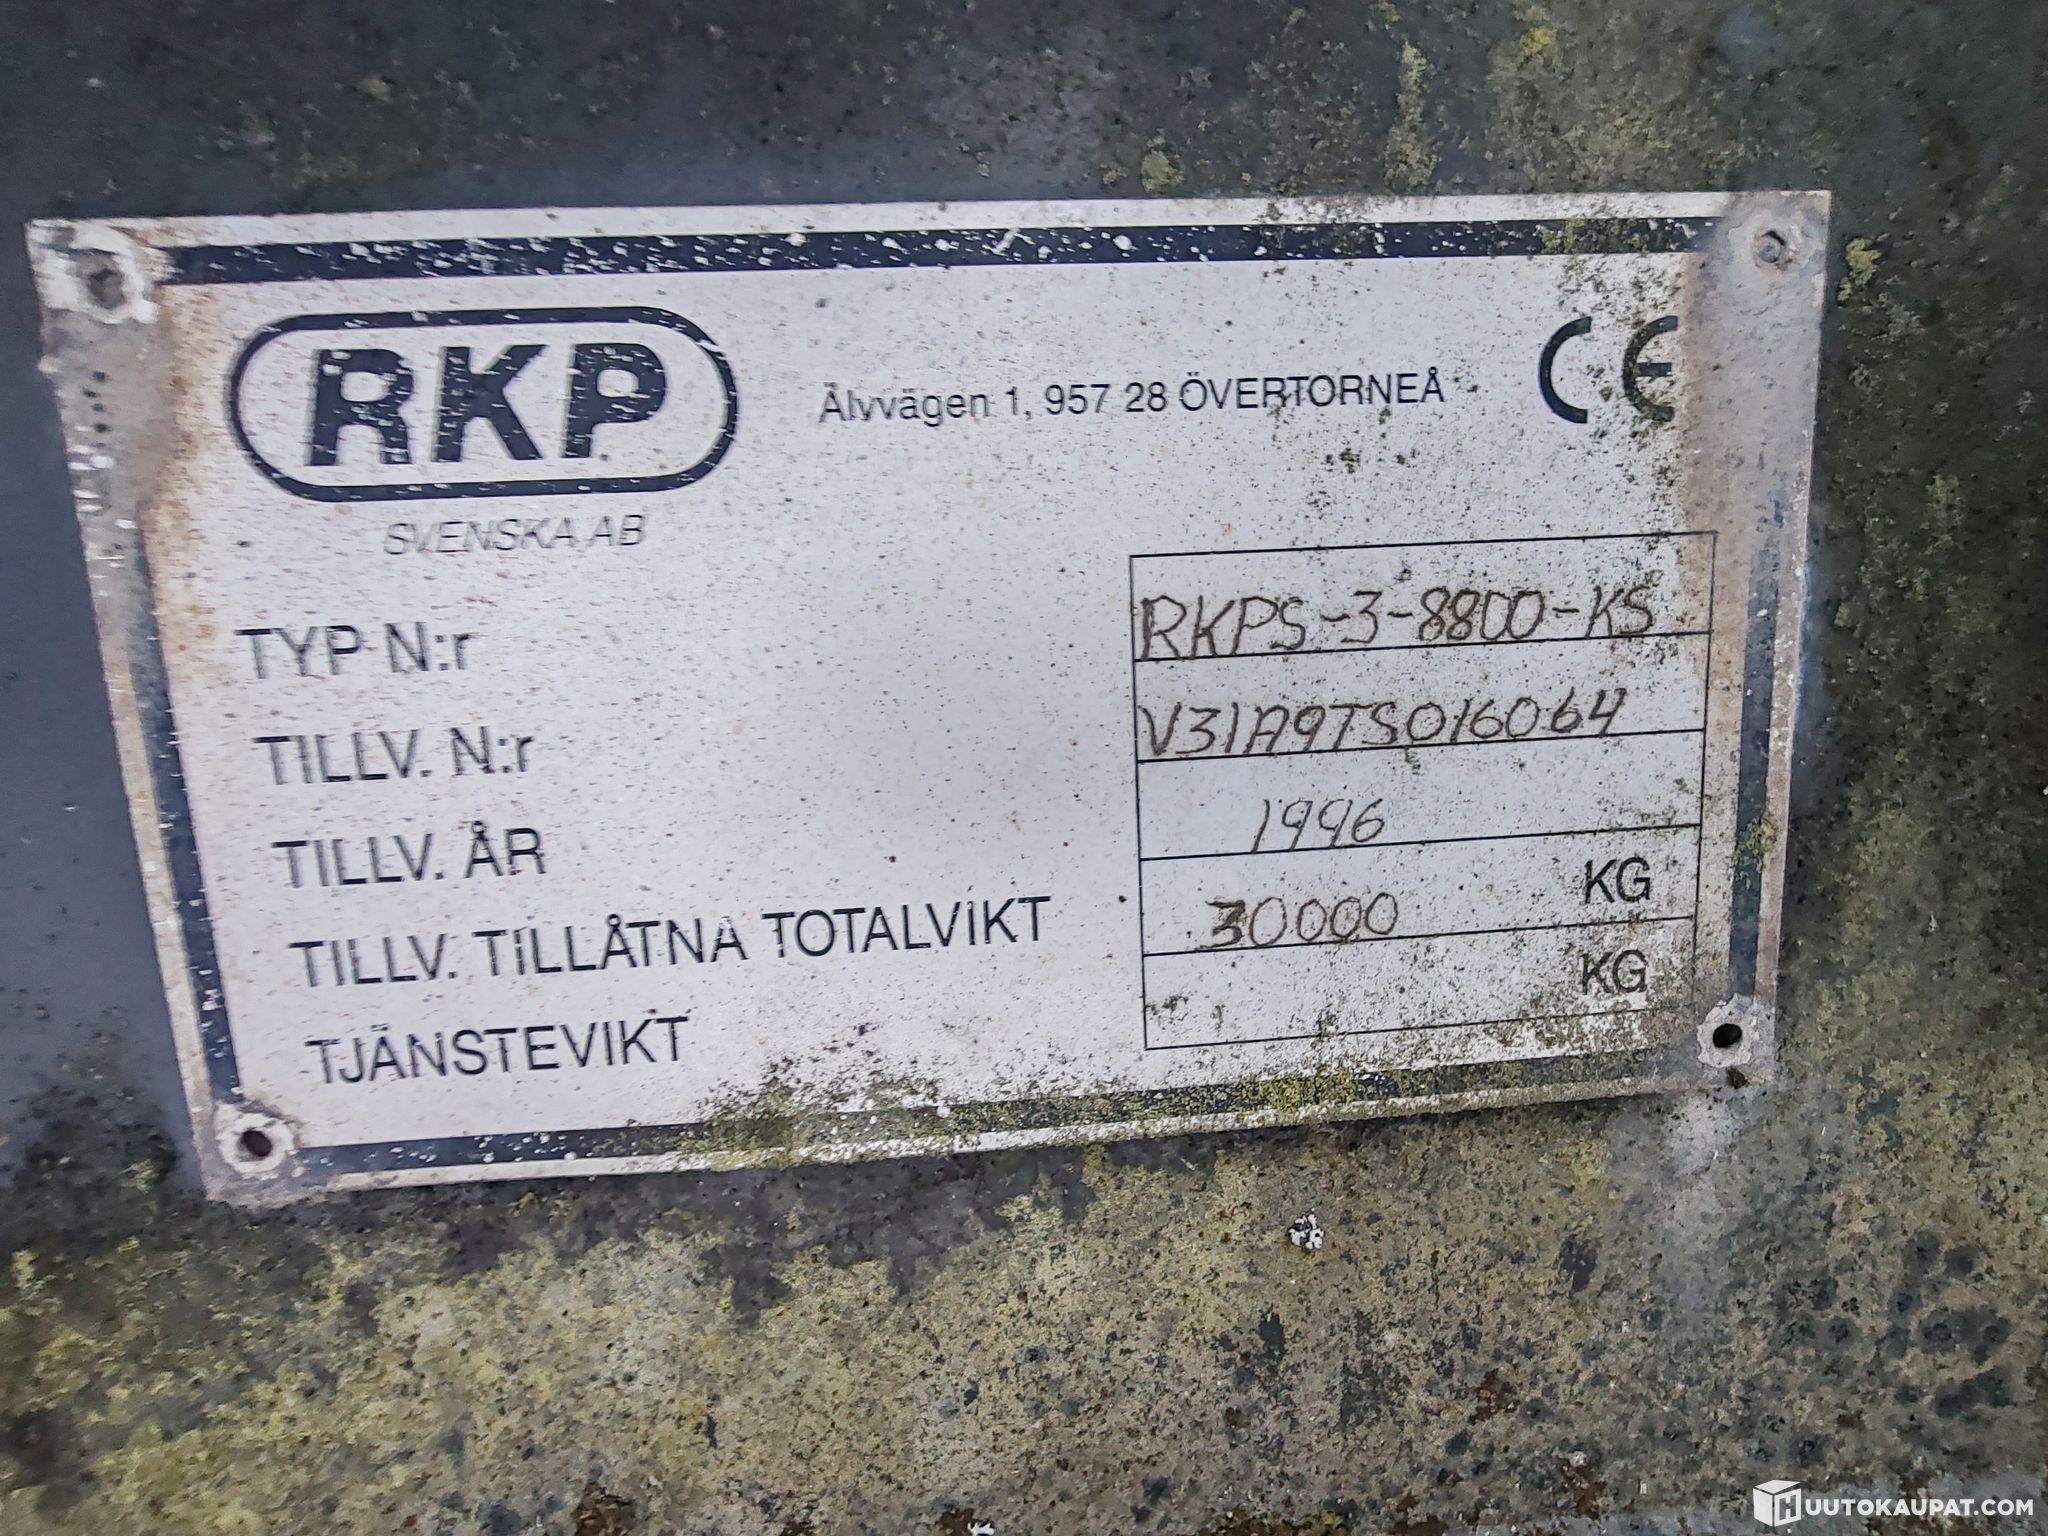 RKP
SVENSKA AB
Älvvägen 1, 957 28 ÖVERTORNEÅ
CE
TYP N:r RKPS-3-8800-KS
TILLV. N:r V31A9TS016064
TILLV. ÅR 1996
TILLV. TILLÅTNA TOTALVIKT 30000 KG
TJÄNSTEVIKT KG
HUUTOKAUPAT.COM